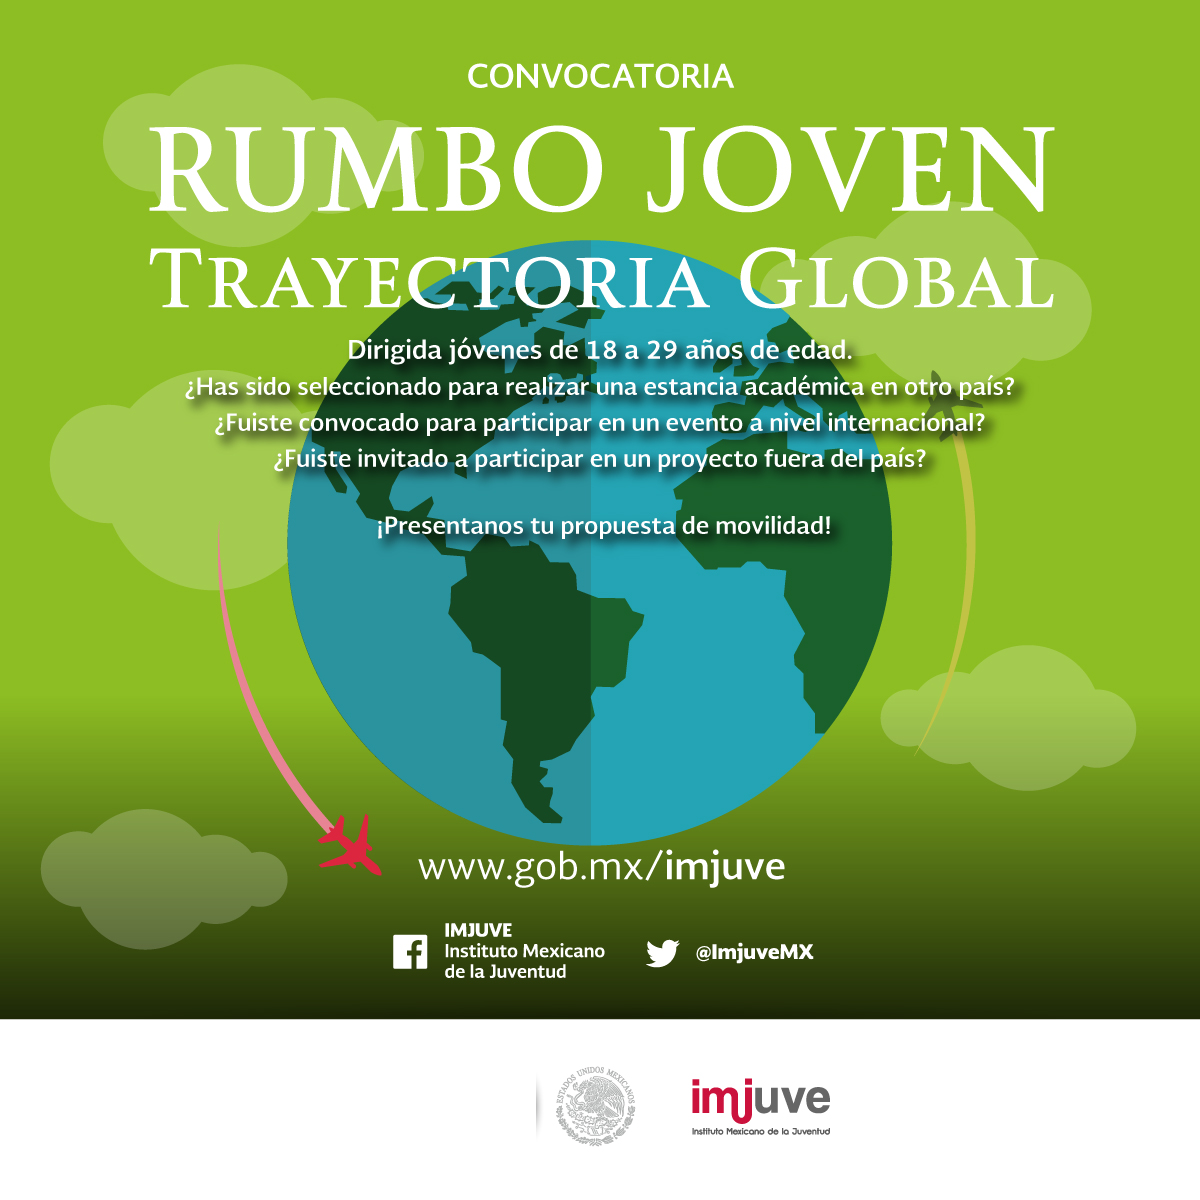 CONVOCATORIA
RUMBO JOVEN
TRAYECTORIA GLOBAL
Dirigida jóvenes de 18 a 29 años de edad.
¿Has sido seleccionado para realizar una estancia académica en otro país?
¿Fuiste convocado para participar en un evento a nivel internacional?
¿Fuiste invitado a participar en un proyecto fuera del país?
¡Presentanos tu propuesta de movilidad!
www.gob.mx/imjuve
IMJUVE
Instituto Mexicano
de la Juventud
@ImjuveMX
ESTADOS UNIDOS MEXICANOS
imjuve
Instituto Mexicano de la Juventud